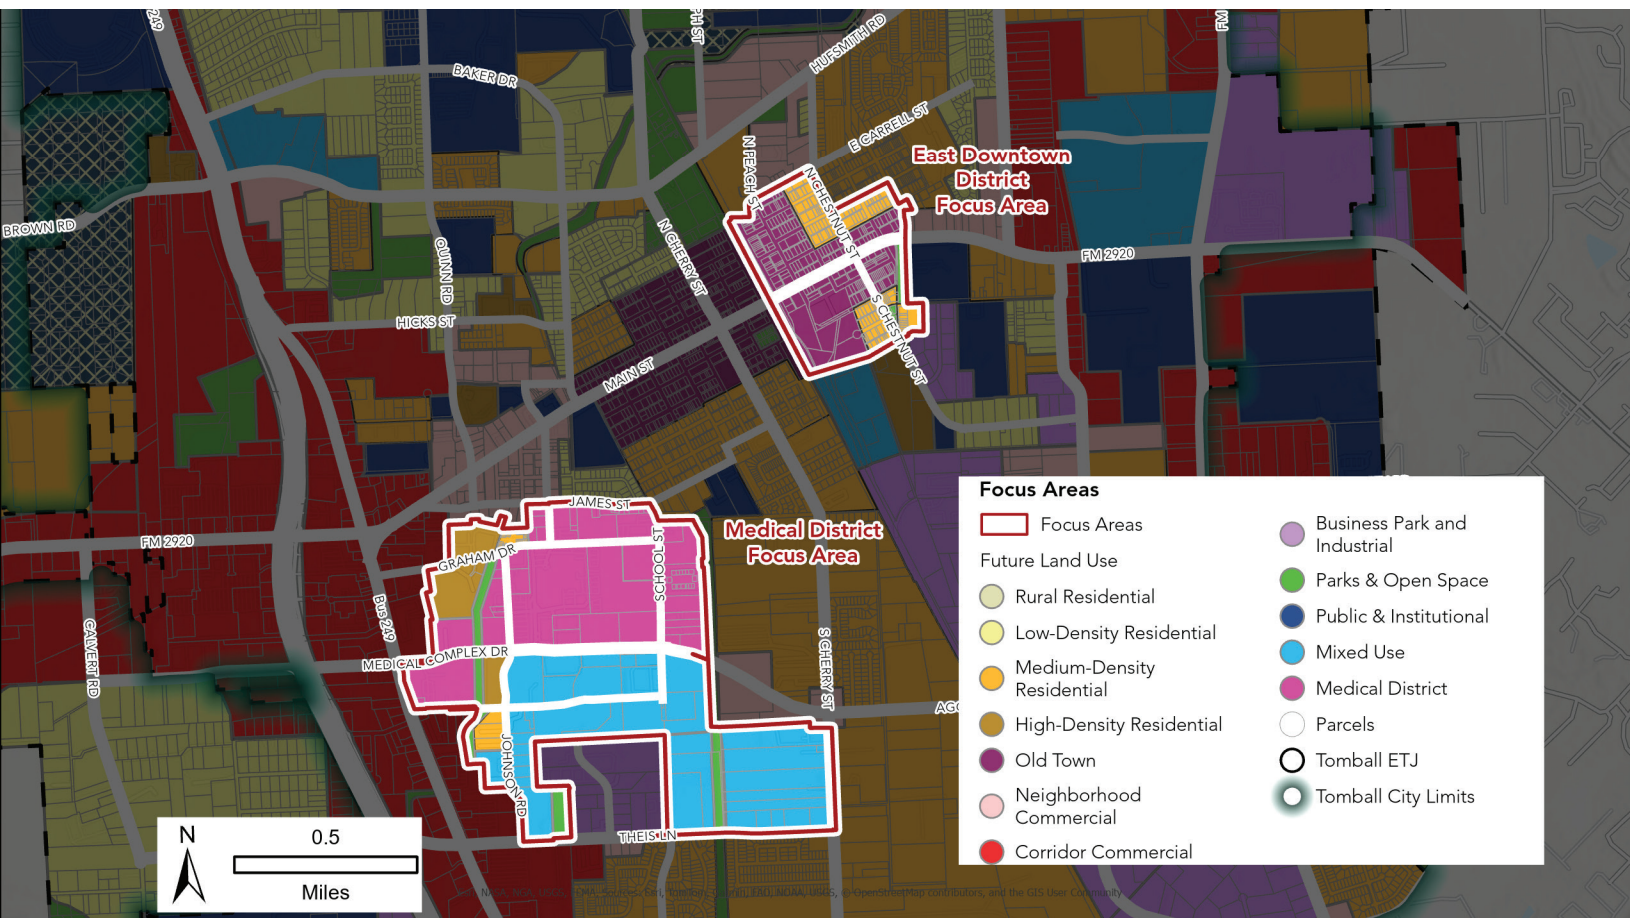 249
PH ST
HUFSMITH RD
FM
BAKER DR
E CARRELL ST
N PEACH ST
N CHESTNUT ST
East Downtown
District
Focus Area
BROWN RD
QUINN RD
N CHERRY ST
FM 2920
HICKS ST
S CHESTNUT ST
MAIN ST
JAMES ST
FM 2920
GRAHAM DR
SCHOOL ST
Medical District
Focus Area
Bus 249
CALVERT RD
MEDICAL COMPLEX DR
S CHERRY ST
AGG
JOHNSON RD
THEIS LN
Focus Areas
Focus Areas
Future Land Use
Rural Residential
Low-Density Residential
Medium-Density
Residential
High-Density Residential
Old Town
Neighborhood
Commercial
Corridor Commercial
Business Park and
Industrial
Parks & Open Space
Public & Institutional
Mixed Use
Medical District
Parcels
Tomball ETJ
Tomball City Limits
N
0.5
Miles